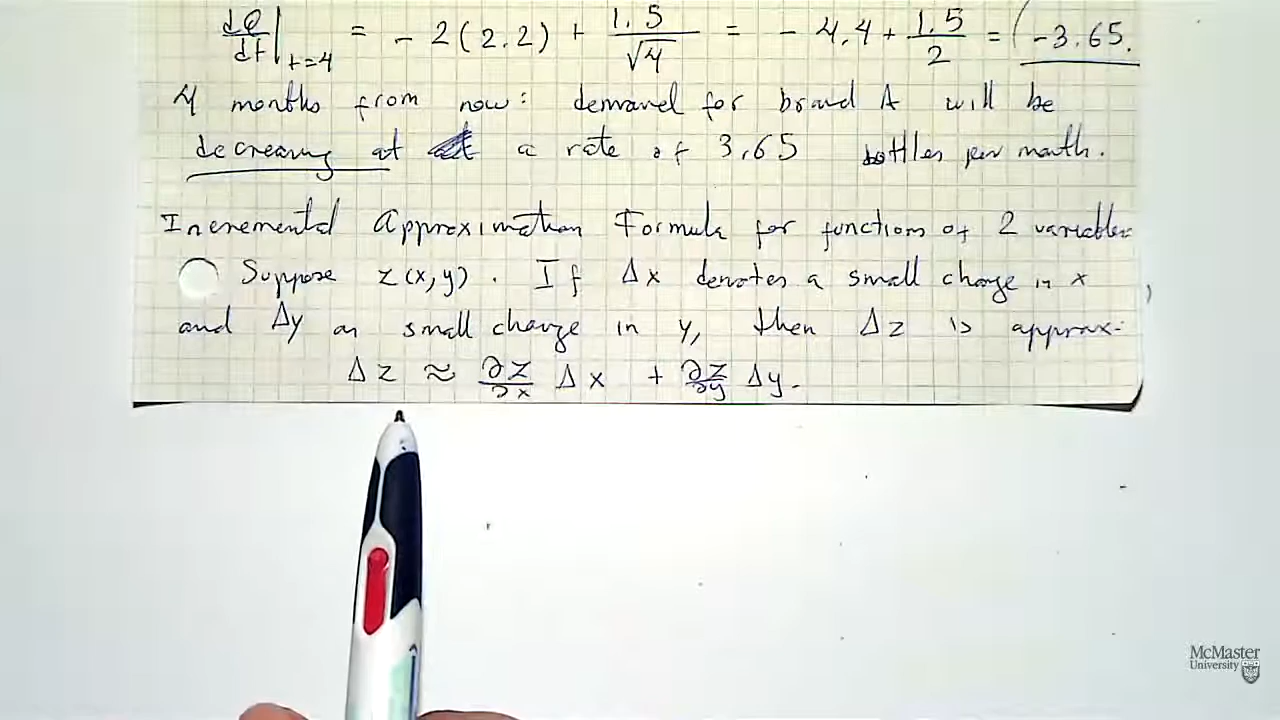 dQ/dt|t=4 = - 2(2.2) + 1.5/√4 = - 4.4 + 1.5/2 = (-3.65.
4 months from now: demand for brand A will be
decreasing at a rate of 3.65 bottles per month.
Incremental Approximation Formula for functions of 2 variables
Suppose z(x,y). If Δx denotes a small change in x
and Δy a small change in y, then Δz is approx.
Δz ≈ ∂z/∂x Δx + ∂z/∂y Δy.
McMaster
University